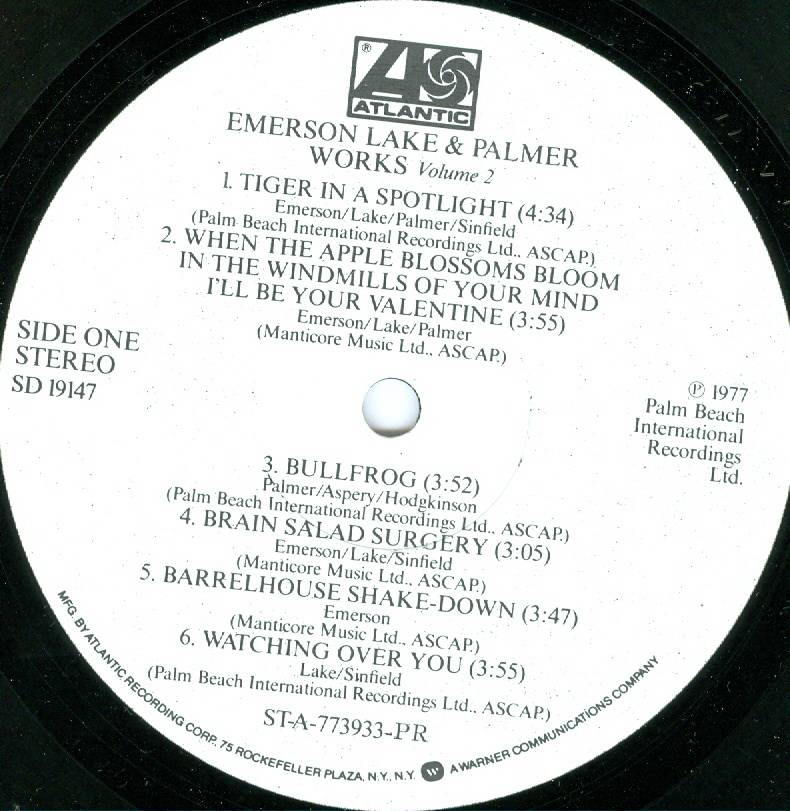 ®
ATLANTIC
EMERSON LAKE & PALMER
WORKS Volume 2
1. TIGER IN A SPOTLIGHT (4:34)
Emerson/Lake/Palmer/Sinfield
(Palm Beach International Recordings Ltd., ASCAP.)
2. WHEN THE APPLE BLOSSOMS BLOOM
IN THE WINDMILLS OF YOUR MIND
I'LL BE YOUR VALENTINE (3:55)
Emerson/Lake/Palmer
(Manticore Music Ltd., ASCAP.)
SIDE ONE
STEREO
SD 19147
℗ 1977
Palm Beach
International
Recordings
Ltd.
3. BULLFROG (3:52)
Palmer/Aspery/Hodgkinson
(Palm Beach International Recordings Ltd., ASCAP.)
4. BRAIN SALAD SURGERY (3:05)
Emerson/Lake/Sinfield
(Manticore Music Ltd., ASCAP.)
5. BARRELHOUSE SHAKE-DOWN (3:47)
Emerson
(Manticore Music Ltd., ASCAP.)
6. WATCHING OVER YOU (3:55)
Lake/Sinfield
(Palm Beach International Recordings Ltd., ASCAP.)
ST-A-773933-PR
MFG. BY ATLANTIC RECORDING CORP. 75 ROCKEFELLER PLAZA, N.Y., N.Y. W A WARNER COMMUNICATIONS COMPANY